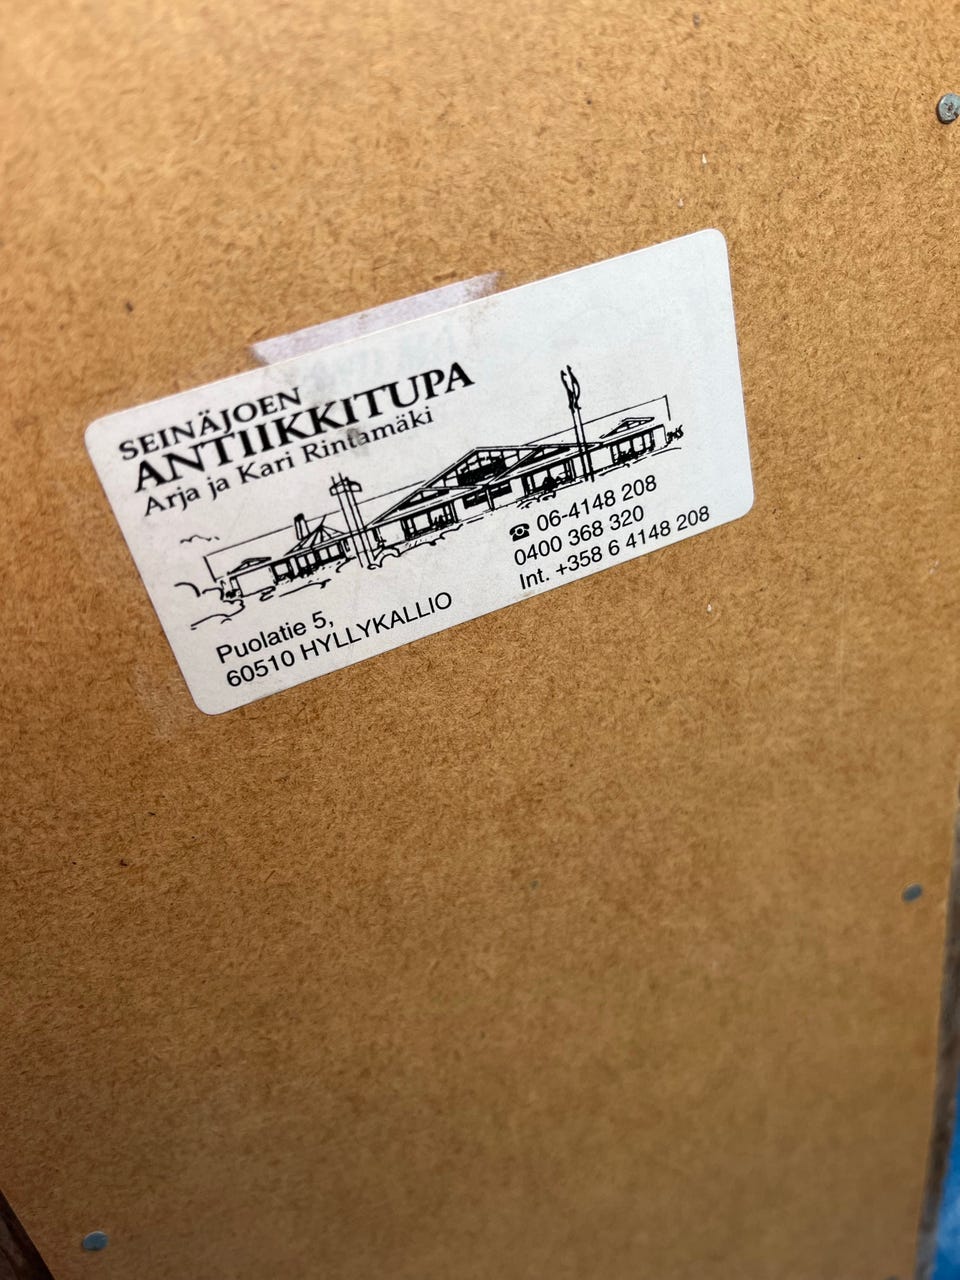 SEINÄJOEN
ANTIIKKITUPA
Arja ja Kari Rintamäki
☎ 06-4148 208
0400 368 320
Int. +358 6 4148 208
Puolatie 5,
60510 HYLLYKALLIO